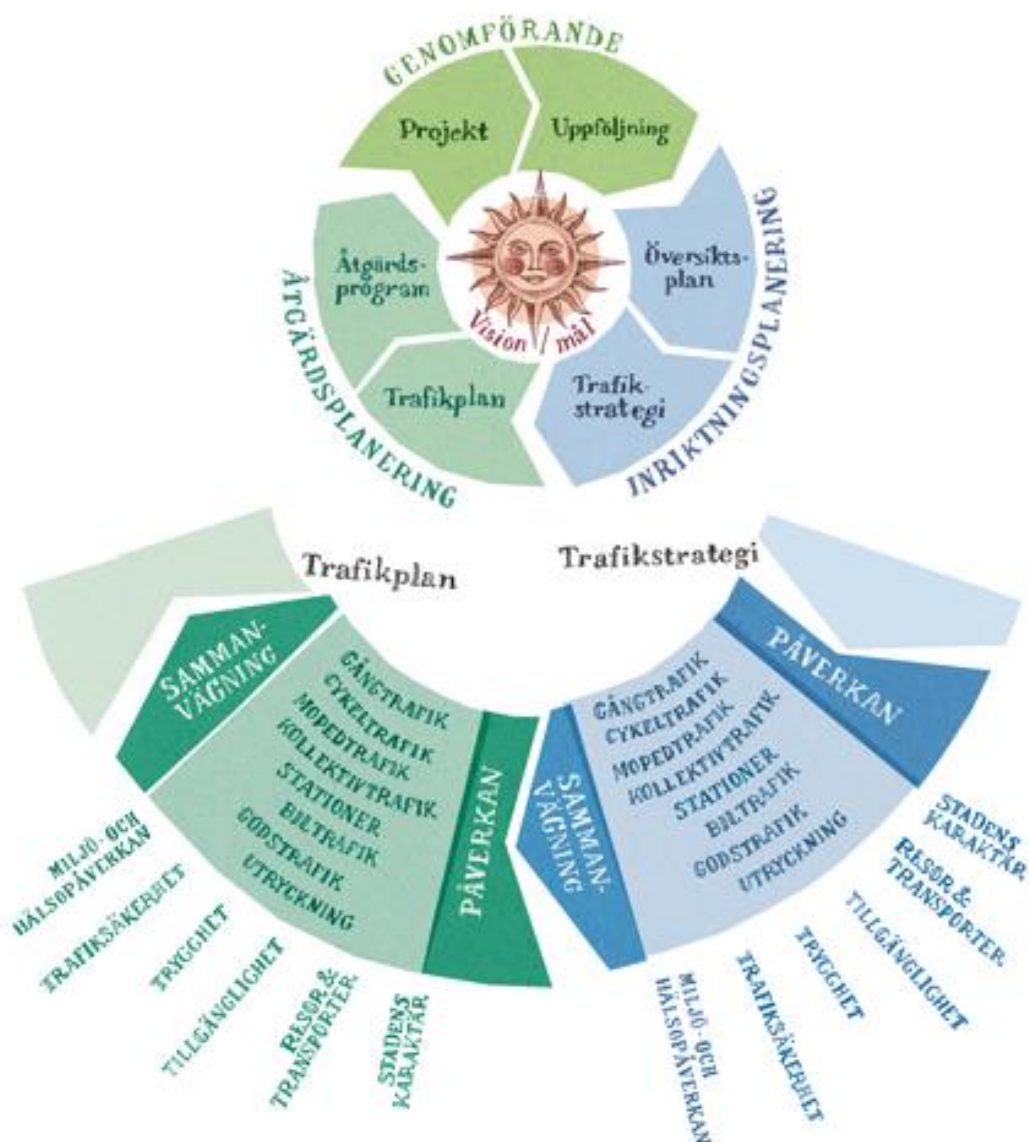 GENOMFÖRANDE
Projekt
Uppföljning
Åtgärds-
program
Översikts-
plan
Vision/mål
Trafikplan
Trafik-
strategi
ÅTGÄRDSPLANERING
INRIKTNINGSPLANERING
Trafikplan
Trafikstrategi
SAMMAN-
VÄGNING
GÅNGTRAFIK
CYKELTRAFIK
MOPEDTRAFIK
KOLLEKTIVTRAFIK
STATIONER
BILTRAFIK
GODSTRAFIK
UTRYCKNING
PÅVERKAN
MILJÖ- OCH
HÄLSOPÅVERKAN
TRAFIKSÄKERHET
TRYGGHET
TILLGÄNGLIGHET
RESOR &
TRANSPORTER
STADENS
KARAKTÄR
SAMMAN-
VÄGNING
GÅNGTRAFIK
CYKELTRAFIK
MOPEDTRAFIK
KOLLEKTIVTRAFIK
STATIONER
BILTRAFIK
GODSTRAFIK
UTRYCKNING
PÅVERKAN
MILJÖ- OCH
HÄLSOPÅVERKAN
TRAFIKSÄKERHET
TRYGGHET
TILLGÄNGLIGHET
RESOR &
TRANSPORTER
STADENS
KARAKTÄR